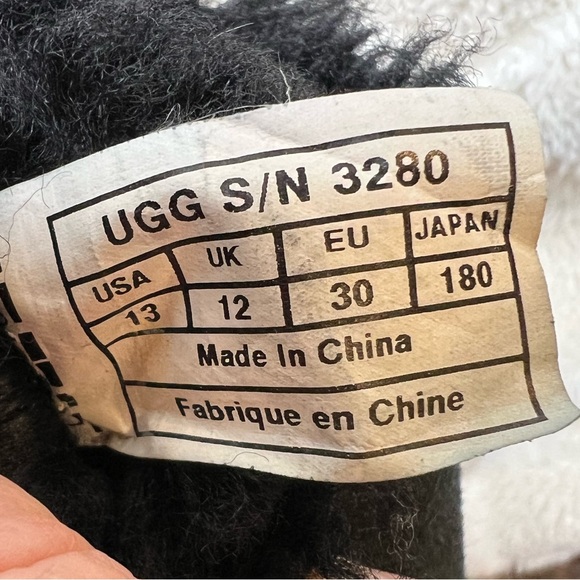 UGG S/N 3280
USA UK EU JAPAN
13 12 30 180
Made In China
Fabrique en Chine